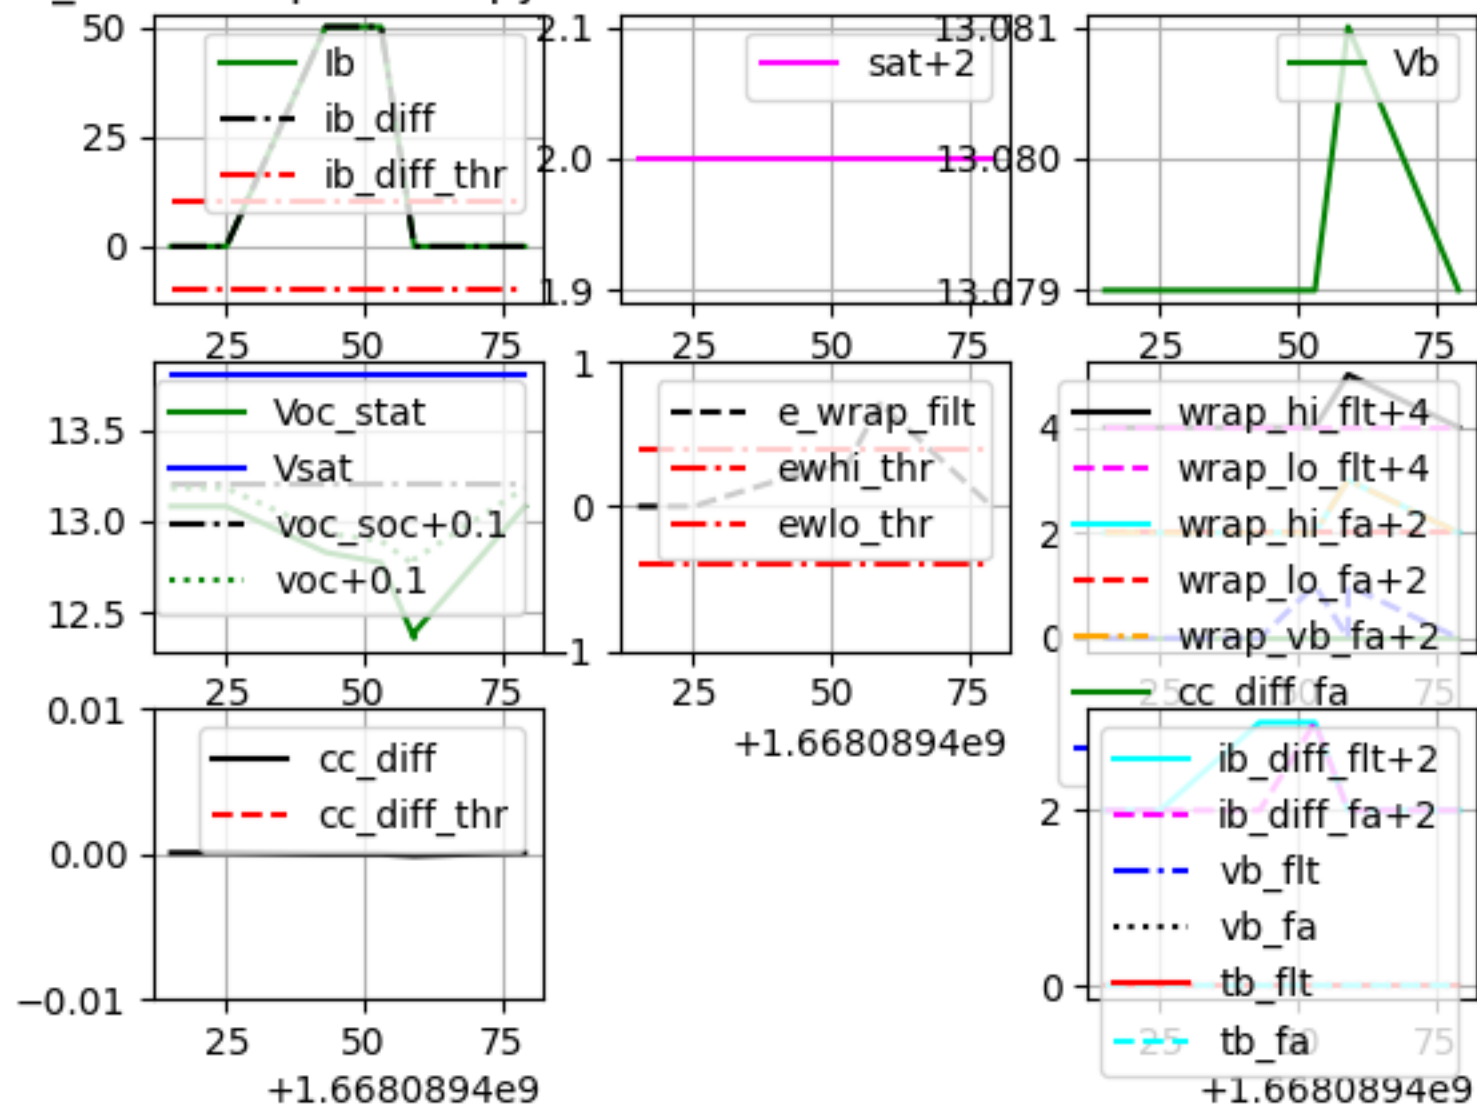 50
25
0
Ib
ib_diff
ib_diff_thr
2.1
2.0
1.9
sat+2
13.081
13.080
13.079
Vb
25 50 75
25 50 75
25 50 75
13.5
13.0
12.5
Voc_stat
Vsat
voc_soc+0.1
voc+0.1
1
0
−1
e_wrap_filt
ewhi_thr
ewlo_thr
4
2
0
wrap_hi_flt+4
wrap_lo_flt+4
wrap_hi_fa+2
wrap_lo_fa+2
wrap_vb_fa+2
cc_diff_fa
25 50 75
25 50 75
+1.6680894e9
25 50 75
0.01
0.00
−0.01
cc_diff
cc_diff_thr
2
0
ib_diff_flt+2
ib_diff_fa+2
vb_flt
vb_fa
tb_flt
tb_fa
25 50 75
+1.6680894e9
25 50 75
+1.6680894e9